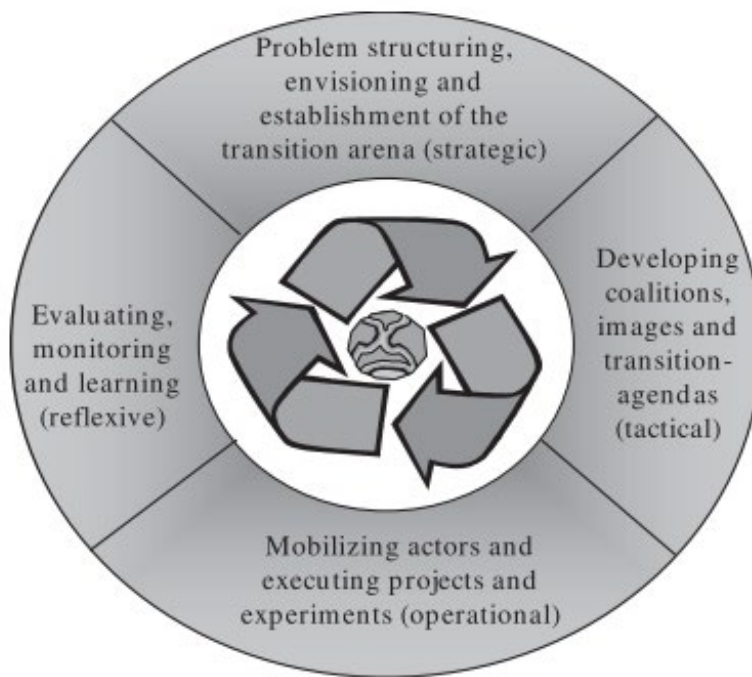 Problem structuring,
envisioning and
establishment of the
transition arena (strategic)
Developing
coalitions,
images and
transition-
agendas
(tactical)
Mobilizing actors and
executing projects and
experiments (operational)
Evaluating,
monitoring
and learning
(reflexive)